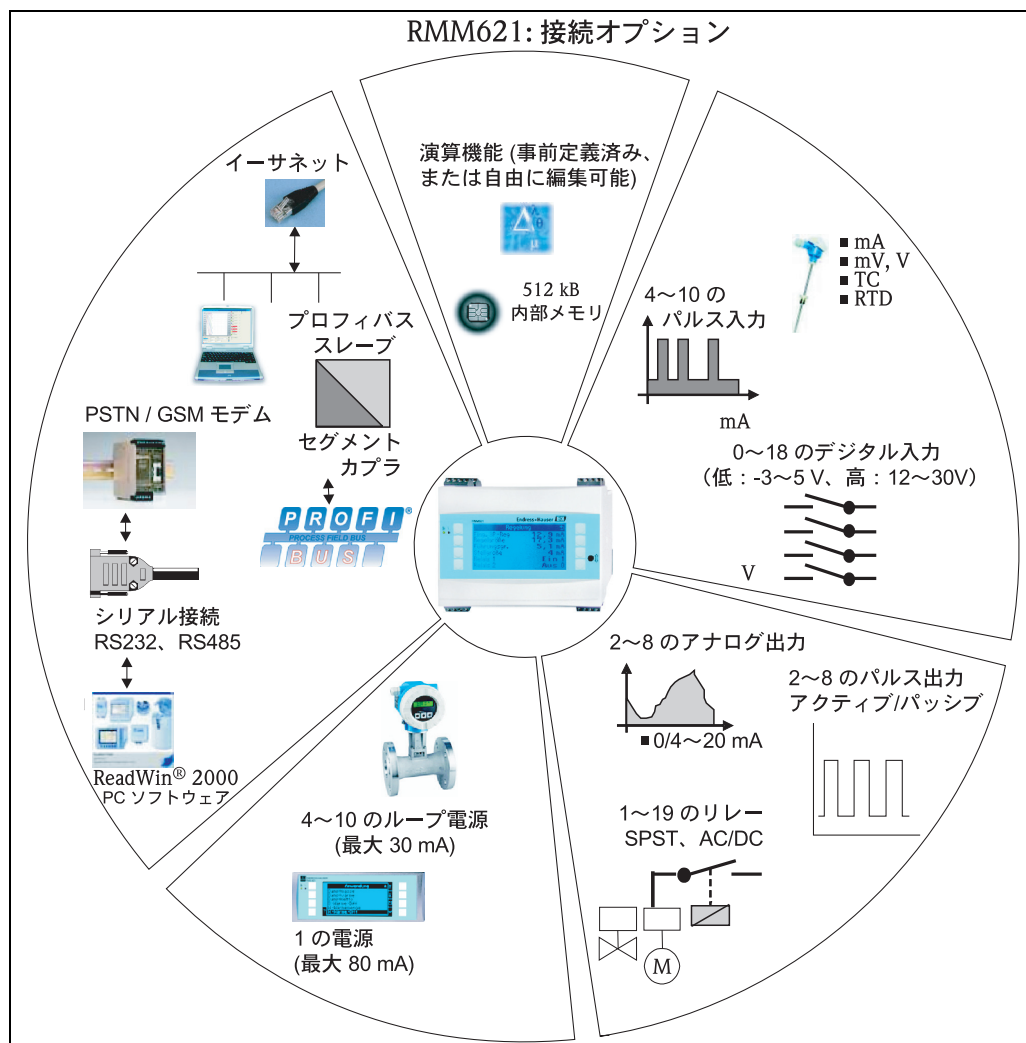 RMM621: 接続オプション
イーサネット
プロフィバス
スレーブ
セグメント
カプラ
PROFI®
PROCESS FIELD BUS
BUS
PSTN / GSM モデム
シリアル接続
RS232、RS485
ReadWin® 2000
PC ソフトウェア
演算機能 (事前定義済み、
または自由に編集可能)
512 kB
内部メモリ
■ mA
■ mV, V
■ TC
■ RTD
4～10 の
パルス入力
mA
0～18 のデジタル入力
（低：-3～5 V、高：12～30V）
V
Endress+Hauser
2～8 のアナログ出力
■ 0/4～20 mA
2～8 のパルス出力
アクティブ/パッシブ
1～19 のリレー
SPST、AC/DC
M
4～10 のループ電源
(最大 30 mA)
1 の電源
(最大 80 mA)